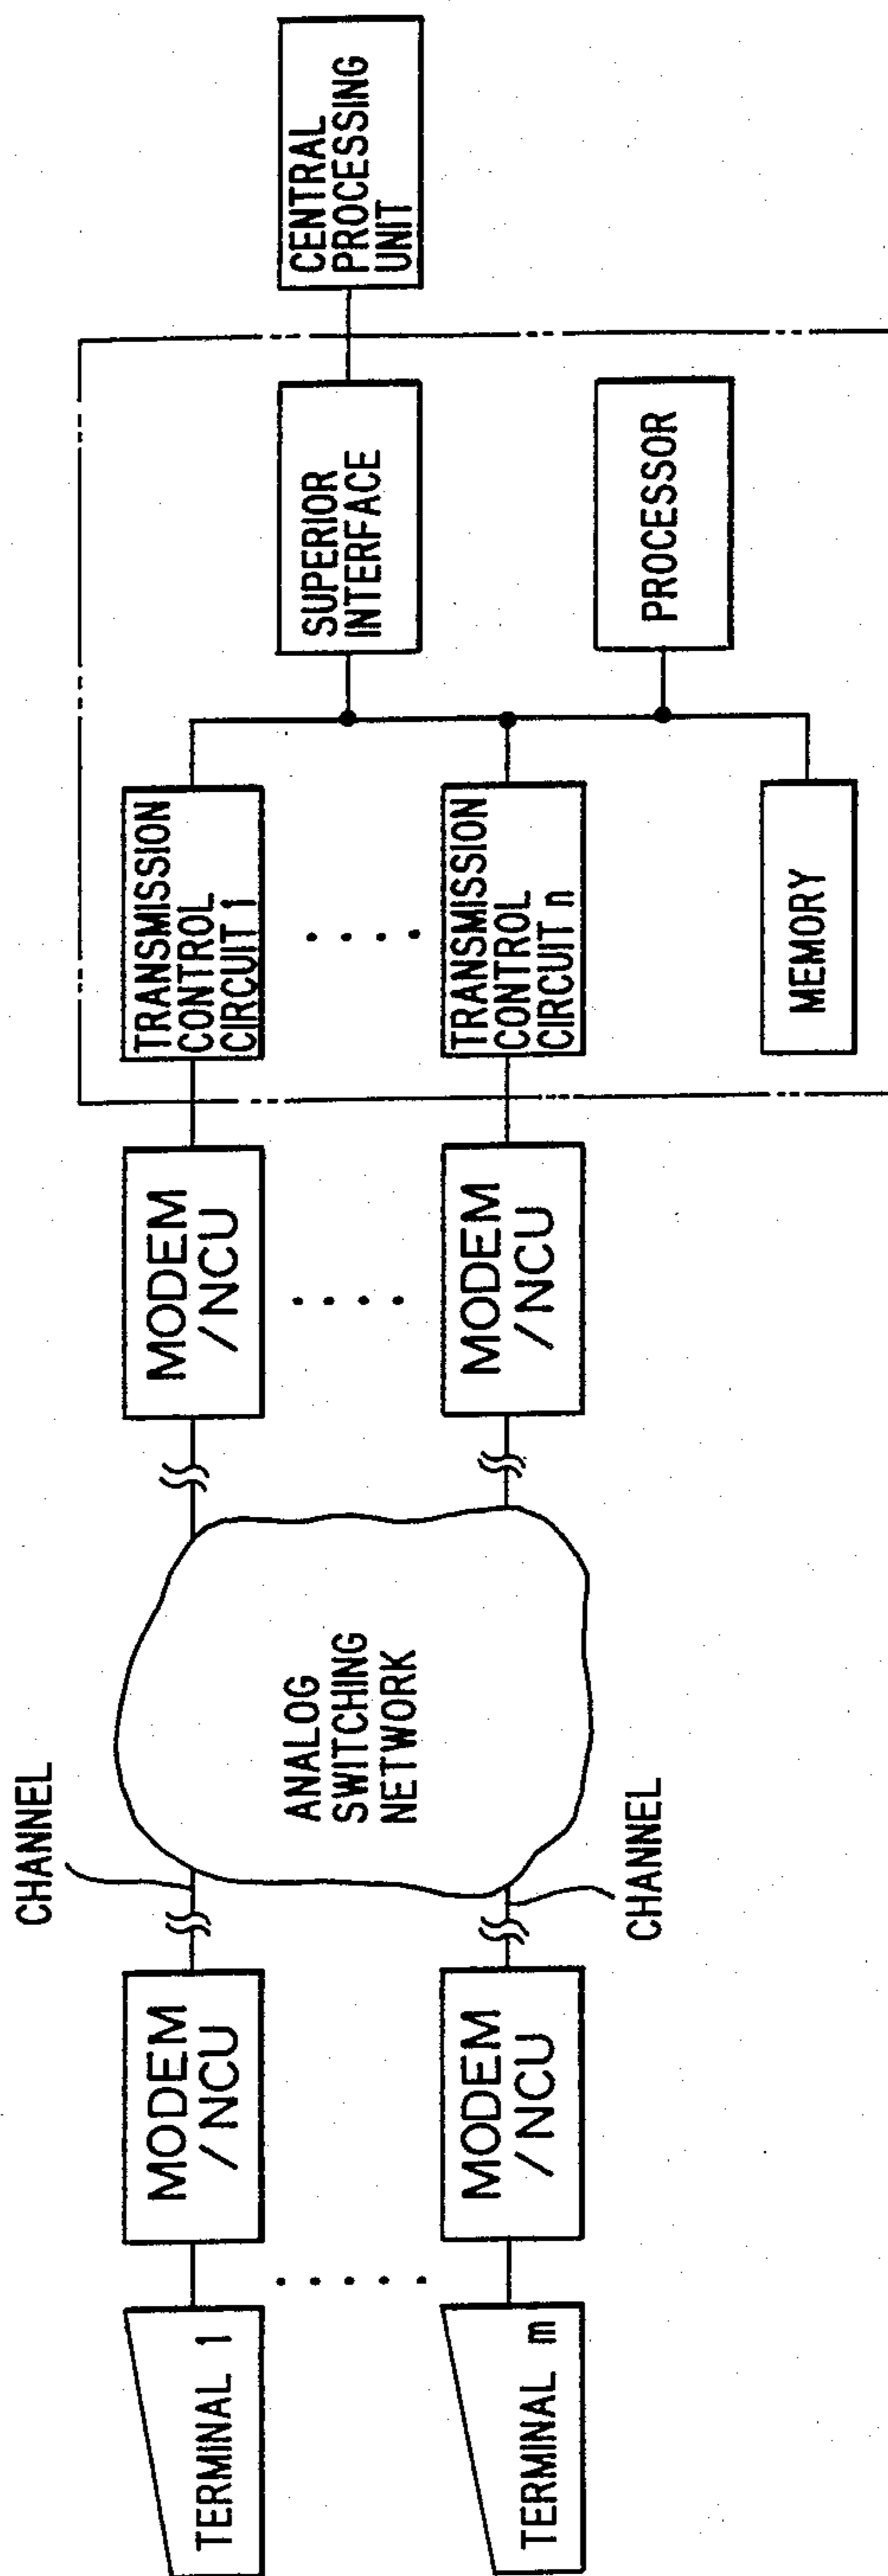 CHANNEL
TERMINAL 1
MODEM
/NCU
ANALOG
SWITCHING
NETWORK
MODEM
/NCU
TRANSMISSION
CONTROL
CIRCUIT 1
SUPERIOR
INTERFACE
CENTRAL
PROCESSING
UNIT
TERMINAL m
MODEM
/NCU
CHANNEL
MODEM
/NCU
TRANSMISSION
CONTROL
CIRCUIT n
PROCESSOR
MEMORY